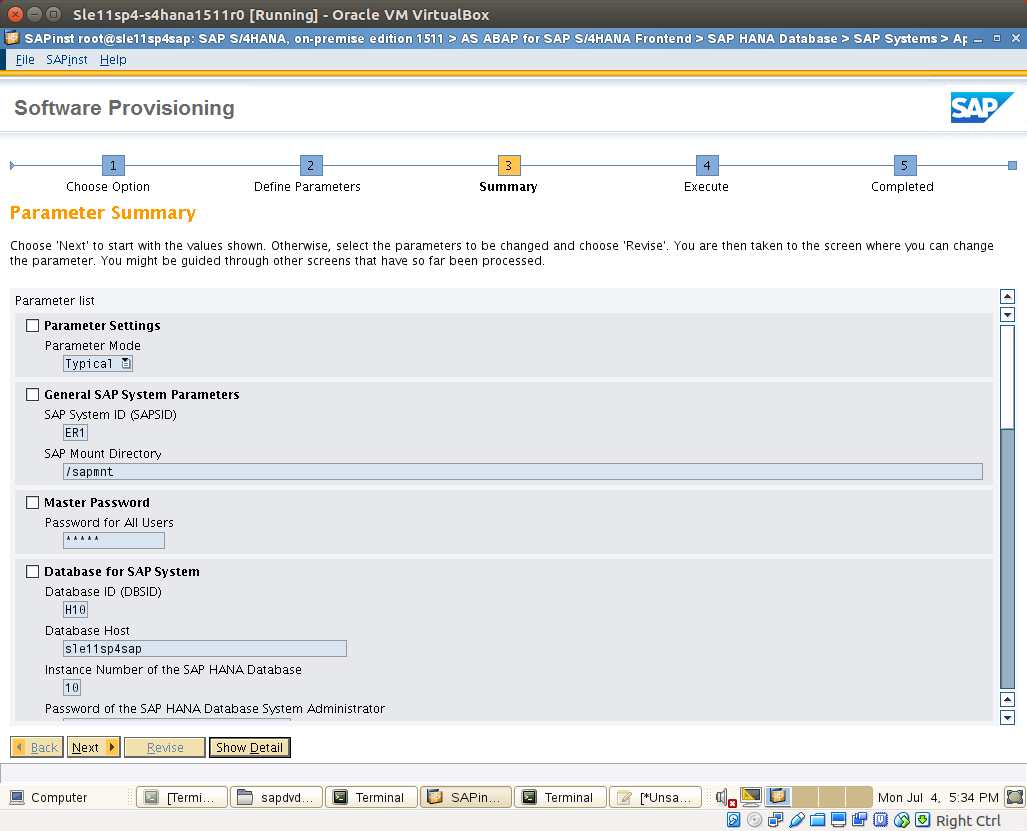 Sle11sp4-s4hana1511r0 [Running] - Oracle VM VirtualBox
SAPinst root@sle11sp4sap: SAP S/4HANA, on-premise edition 1511 > AS ABAP for SAP S/4HANA Frontend > SAP HANA Database > SAP Systems > Ap
File SAPinst Help
Software Provisioning
SAP
1 2 3 4 5
Choose Option Define Parameters Summary Execute Completed
Parameter Summary
Choose 'Next' to start with the values shown. Otherwise, select the parameters to be changed and choose 'Revise'. You are then taken to the screen where you can change
the parameter. You might be guided through other screens that have so far been processed.
Parameter list
Parameter Settings
Parameter Mode
Typical
General SAP System Parameters
SAP System ID (SAPSID)
ER1
SAP Mount Directory
/sapmnt
Master Password
Password for All Users
*****
Database for SAP System
Database ID (DBSID)
H10
Database Host
sle11sp4sap
Instance Number of the SAP HANA Database
10
Password of the SAP HANA Database System Administrator
Back Next Revise Show Detail
Computer [Termi... sapdvd... Terminal SAPin... Terminal [*Unsa... Mon Jul 4, 5:34 PM
Right Ctrl